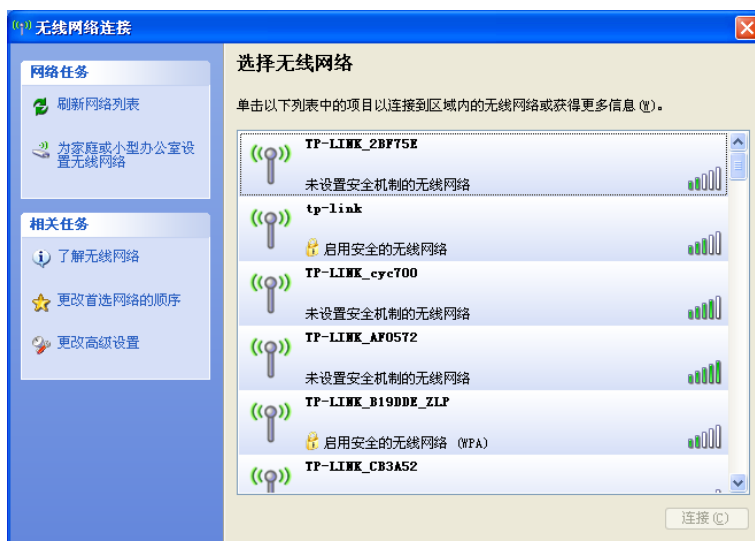 无线网络连接
网络任务
刷新网络列表
为家庭或小型办公室设
置无线网络
相关任务
了解无线网络
更改首选网络的顺序
更改高级设置
选择无线网络
单击以下列表中的项目以连接到区域内的无线网络或获得更多信息(W)。
TP-LINK_2BF75E
未设置安全机制的无线网络
tp-link
启用安全的无线网络
TP-LINK_cyc700
未设置安全机制的无线网络
TP-LINK_AF0572
未设置安全机制的无线网络
TP-LINK_B19DDE_ZLP
启用安全的无线网络 (WPA)
TP-LINK_CB3A52
连接(C)